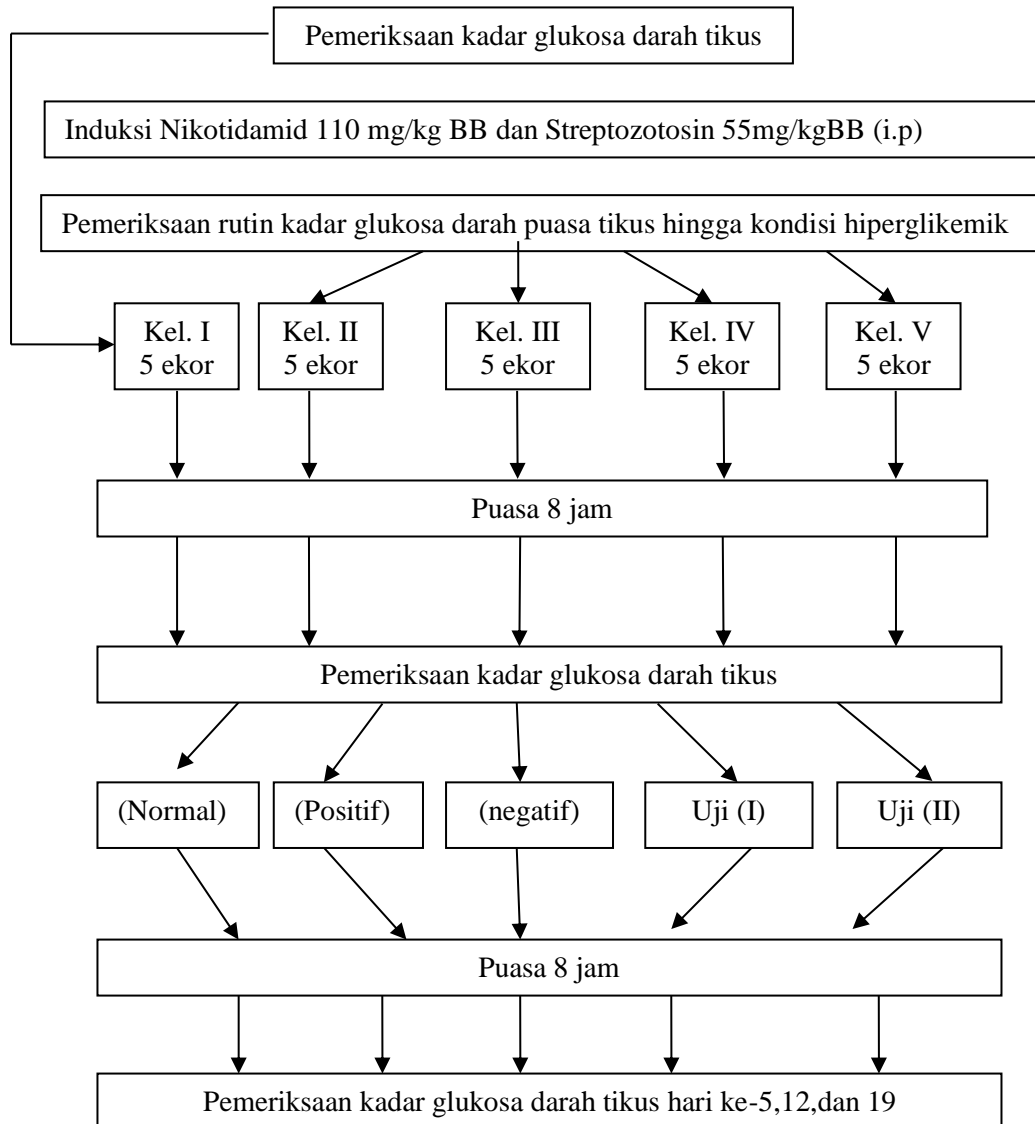 Pemeriksaan kadar glukosa darah tikus
Induksi Nikotidamid 110 mg/kg BB dan Streptozotosin 55mg/kgBB (i.p)
Pemeriksaan rutin kadar glukosa darah puasa tikus hingga kondisi hiperglikemik
Kel. I
5 ekor
Kel. II
5 ekor
Kel. III
5 ekor
Kel. IV
5 ekor
Kel. V
5 ekor
Puasa 8 jam
Pemeriksaan kadar glukosa darah tikus
(Normal)
(Positif)
(negatif)
Uji (I)
Uji (II)
Puasa 8 jam
Pemeriksaan kadar glukosa darah tikus hari ke-5,12,dan 19